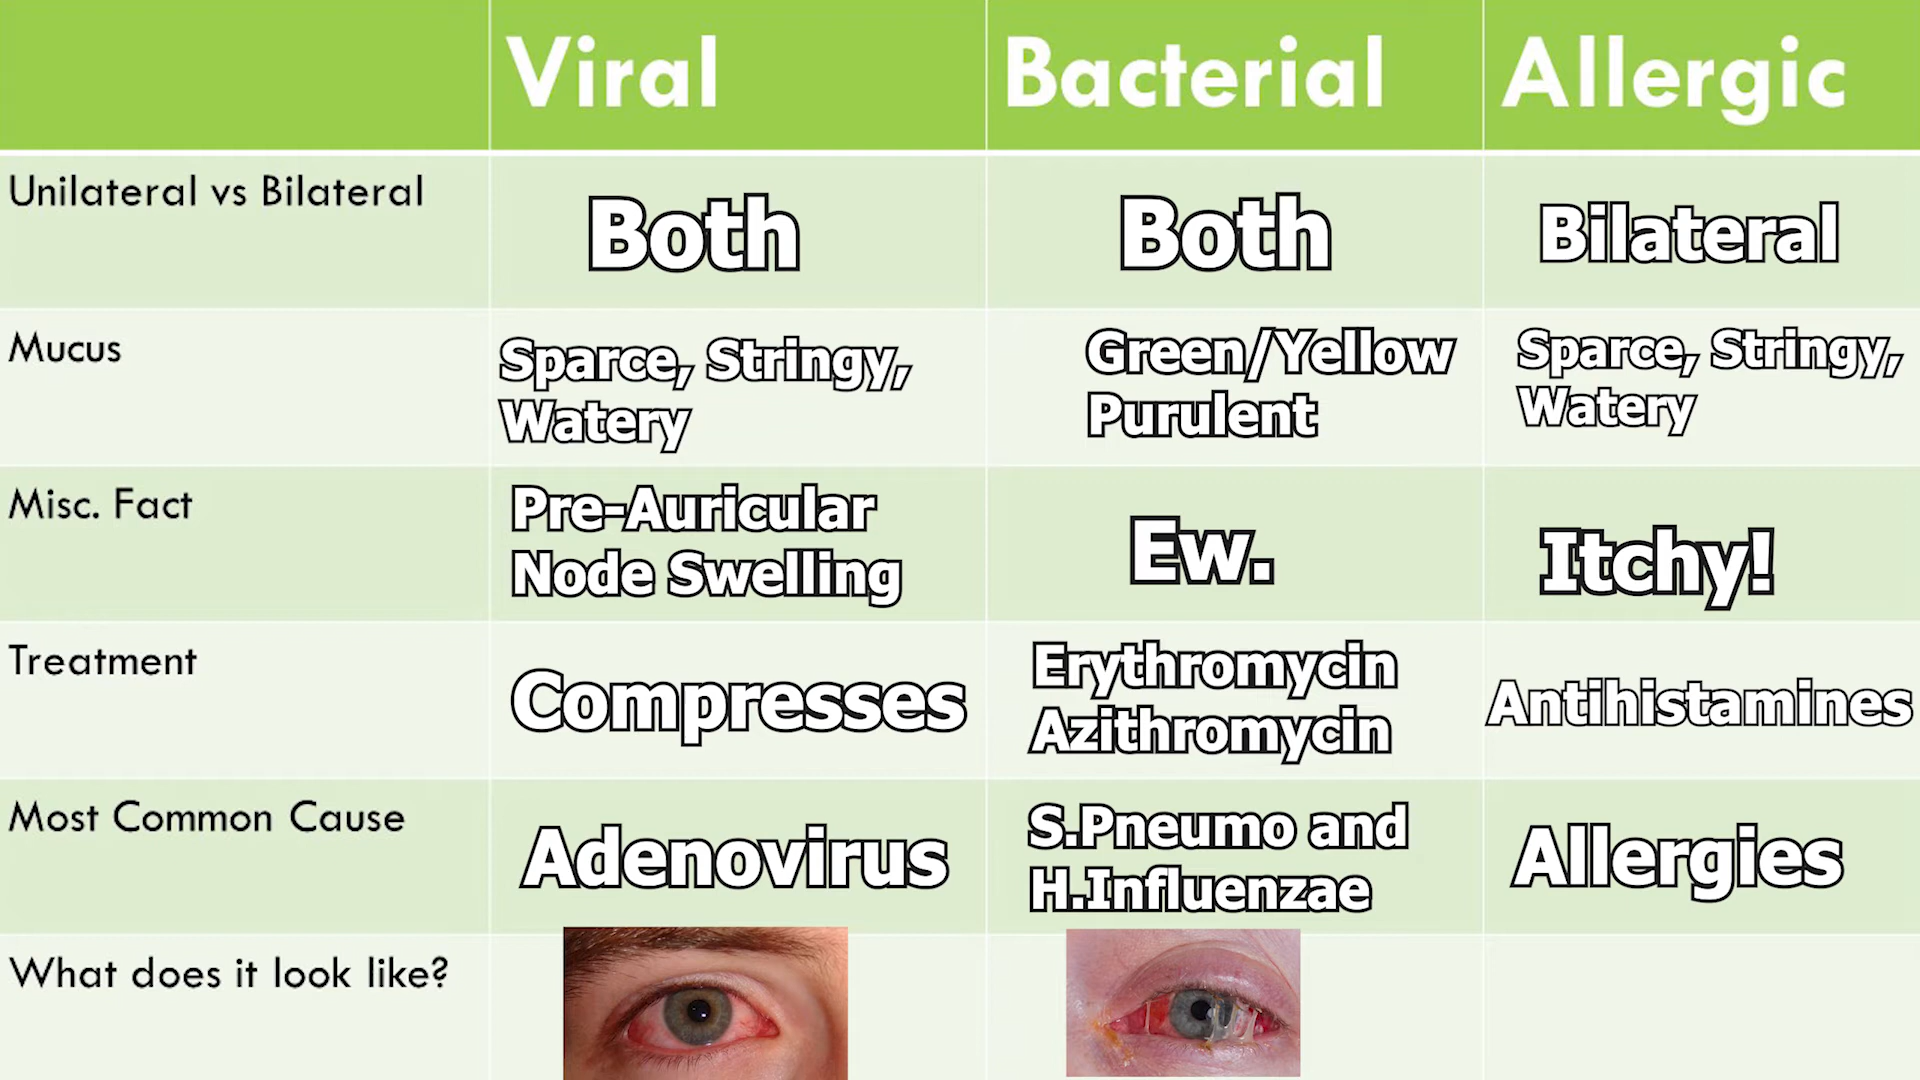 Viral Bacterial Allergic
Unilateral vs Bilateral
Both
Both
Bilateral
Mucus
Sparce, Stringy,
Watery
Green/Yellow
Purulent
Sparce, Stringy,
Watery
Misc. Fact
Pre-Auricular
Node Swelling
Ew.
Itchy!
Treatment
Compresses
Erythromycin
Azithromycin
Antihistamines
Most Common Cause
Adenovirus
S.Pneumo and
H.Influenzae
Allergies
What does it look like?